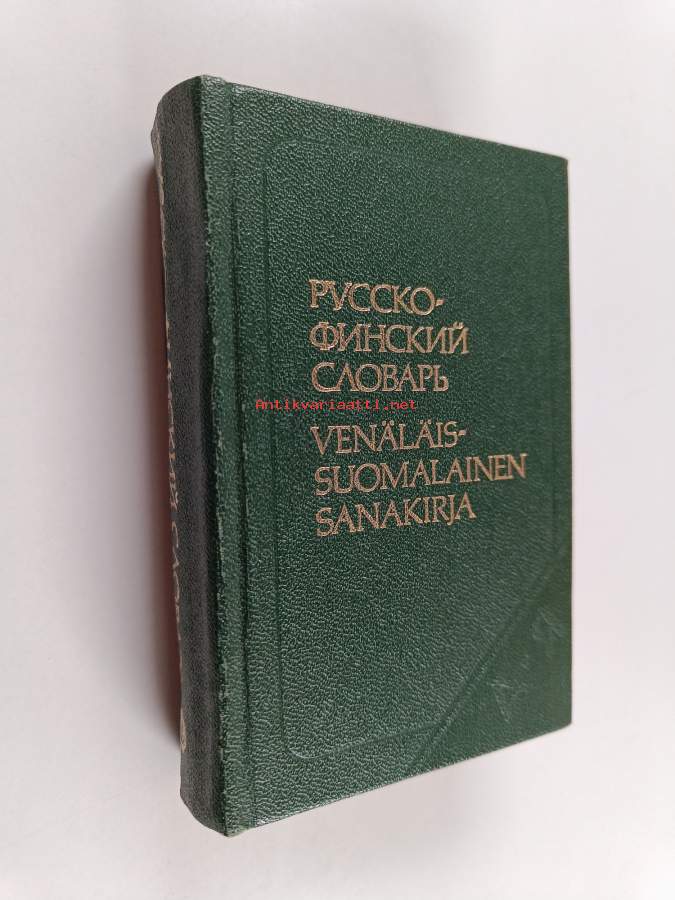 РУССКО-
ФИНСКИЙ
СЛОВАРЬ
Antikvariaatti.net
VENÄLÄIS-
SUOMALAINEN
SANAKIRJA